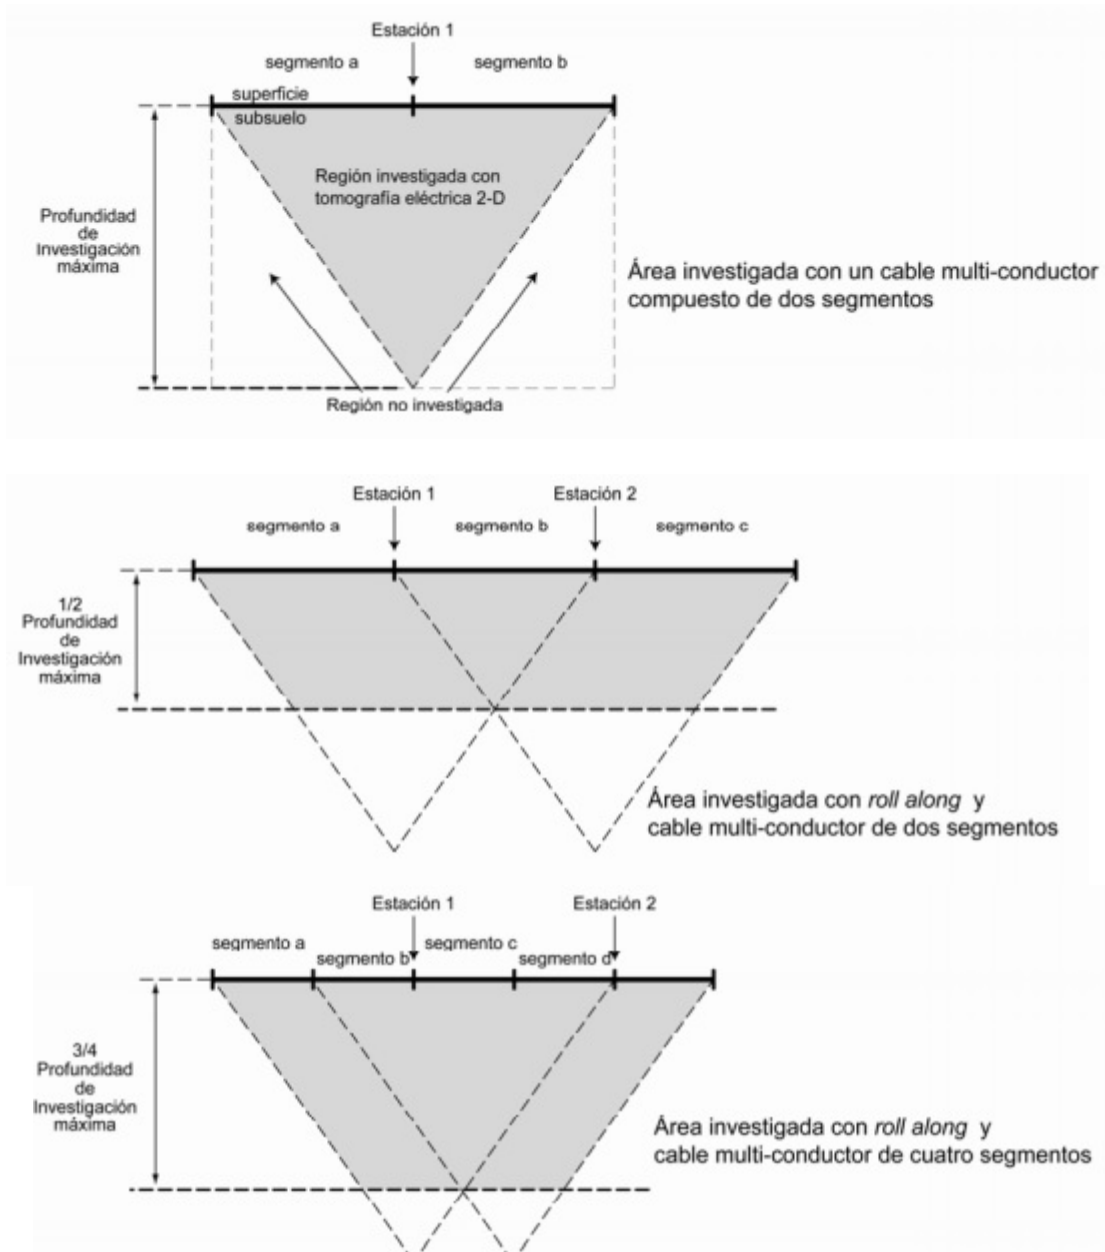 Estación 1
segmento a
segmento b
superficie
subsuelo
Región investigada con
tomografía eléctrica 2-D
Profundidad
de
Investigación
máxima
Área investigada con un cable multi-conductor
compuesto de dos segmentos
Región no investigada
Estación 1
Estación 2
segmento a
segmento b
segmento c
1/2
Profundidad
de
Investigación
máxima
Área investigada con roll along y
cable multi-conductor de dos segmentos
Estación 1
Estación 2
segmento a
segmento b
segmento c
segmento d
3/4
Profundidad
de
Investigación
máxima
Área investigada con roll along y
cable multi-conductor de cuatro segmentos